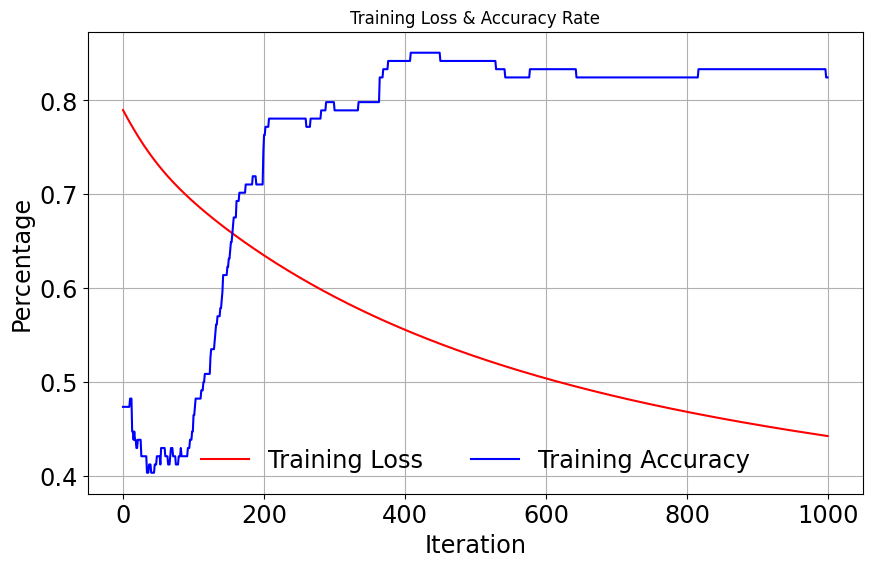 Training Loss & Accuracy Rate
Percentage
0.8
0.7
0.6
0.5
0.4
Training Loss Training Accuracy
0 200 400 600 800 1000
Iteration